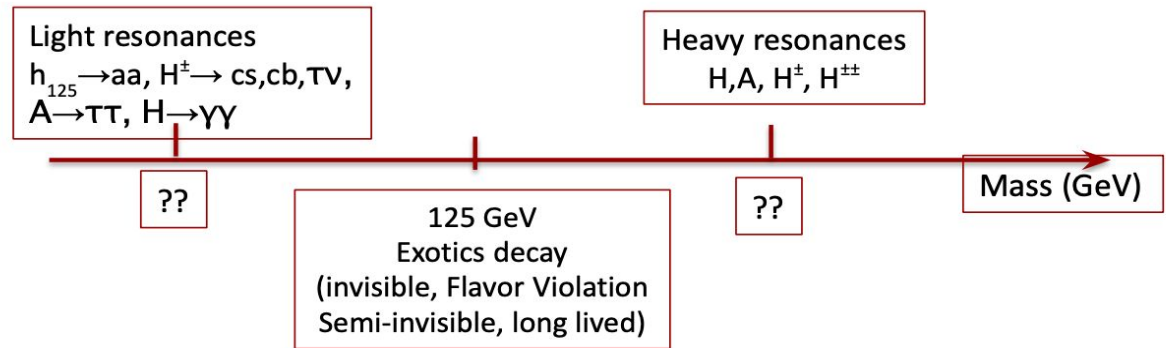 Light resonances
h₁₂₅→aa, H±→ cs,cb,τν,
A→ττ, H→γγ
Heavy resonances
H,A, H±, H±±
??
125 GeV
Exotics decay
(invisible, Flavor Violation
Semi-invisible, long lived)
??
Mass (GeV)